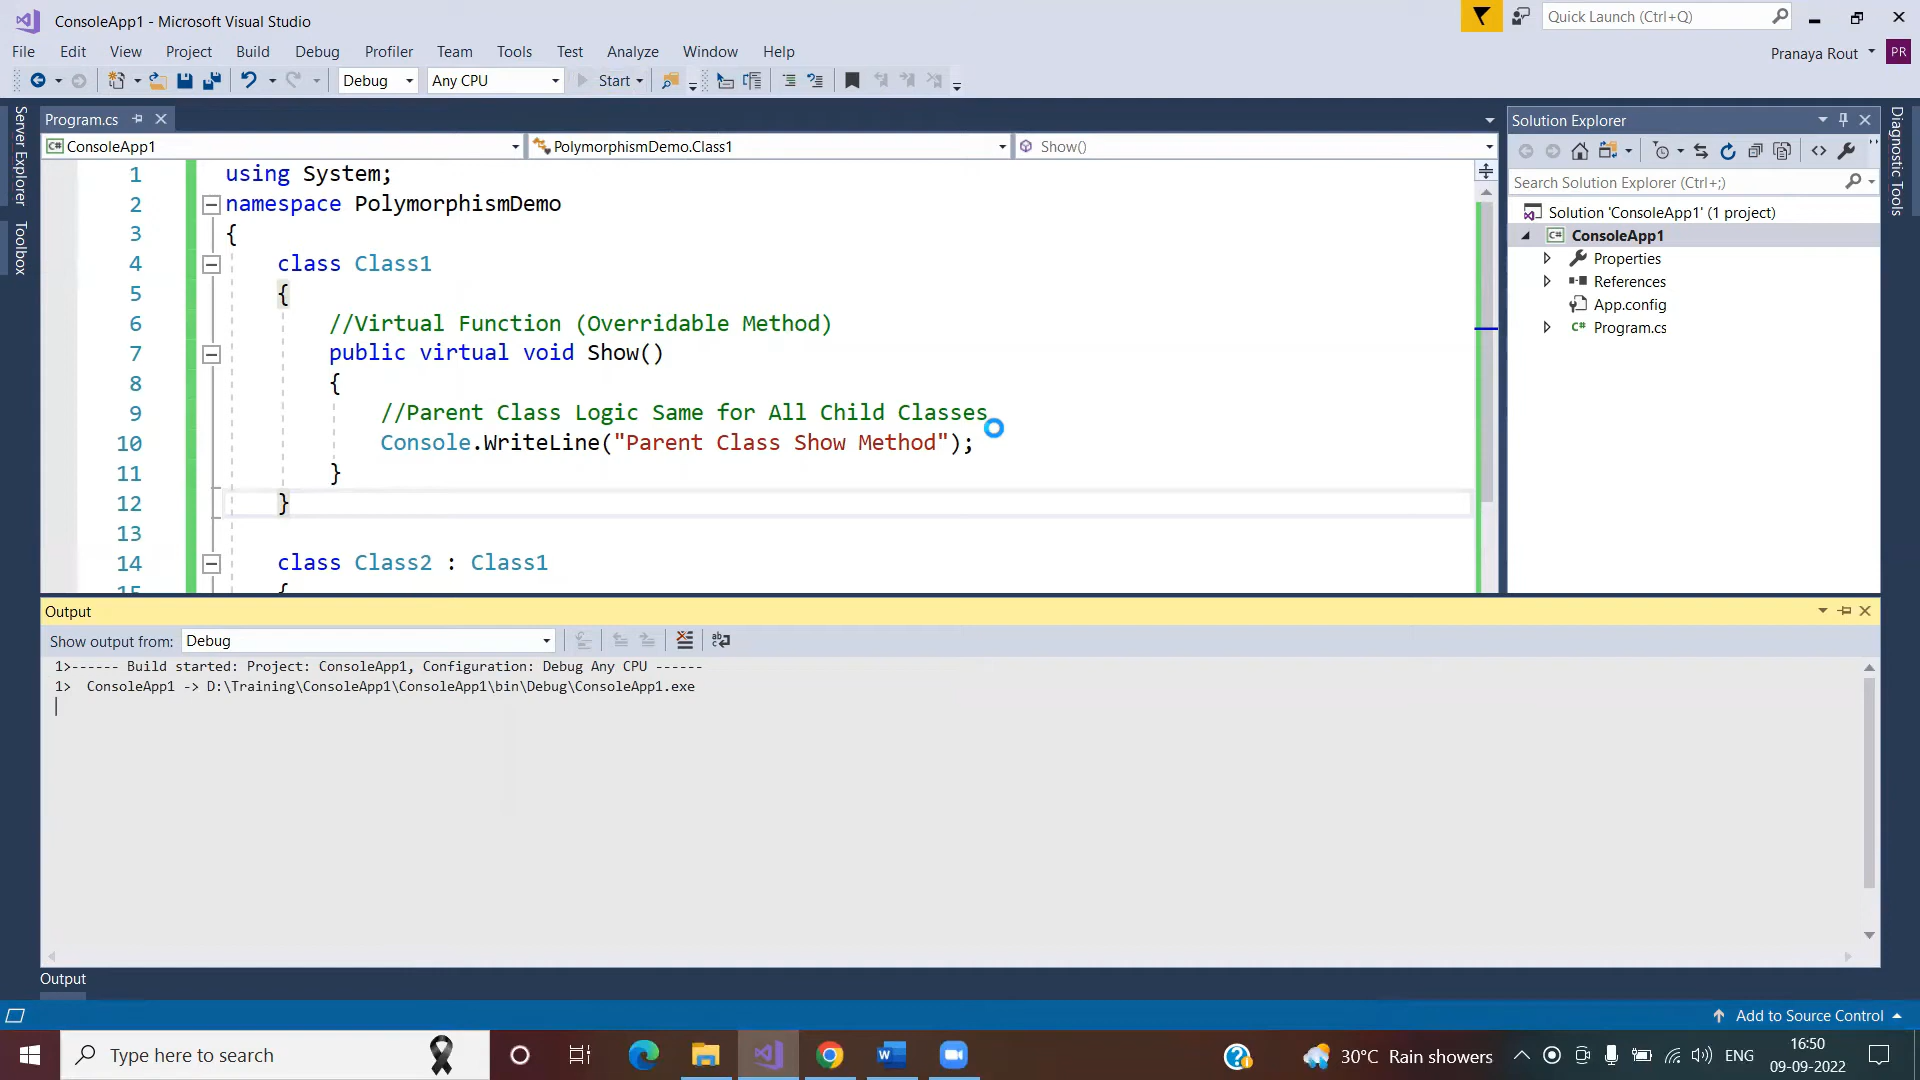 ConsoleApp1 - Microsoft Visual Studio
Quick Launch (Ctrl+Q)
File Edit View Project Build Debug Profiler Team Tools Test Analyze Window Help
Pranaya Rout PR
Debug Any CPU Start
Server Explorer
Toolbox
Program.cs
ConsoleApp1 PolymorphismDemo.Class1 Show()
1 using System;
2 namespace PolymorphismDemo
3 {
4 class Class1
5 {
6 //Virtual Function (Overridable Method)
7 public virtual void Show()
8 {
9 //Parent Class Logic Same for All Child Classes
10 Console.WriteLine("Parent Class Show Method");
11 }
12 }
13
14 class Class2 : Class1
15 {
Solution Explorer
Search Solution Explorer (Ctrl+;)
Solution 'ConsoleApp1' (1 project)
ConsoleApp1
Properties
References
App.config
Program.cs
Diagnostic Tools
Output
Show output from: Debug
1>------ Build started: Project: ConsoleApp1, Configuration: Debug Any CPU ------
1>  ConsoleApp1 -> D:\Training\ConsoleApp1\ConsoleApp1\bin\Debug\ConsoleApp1.exe
Output
Add to Source Control
Type here to search
30°C Rain showers
ENG
16:50
09-09-2022